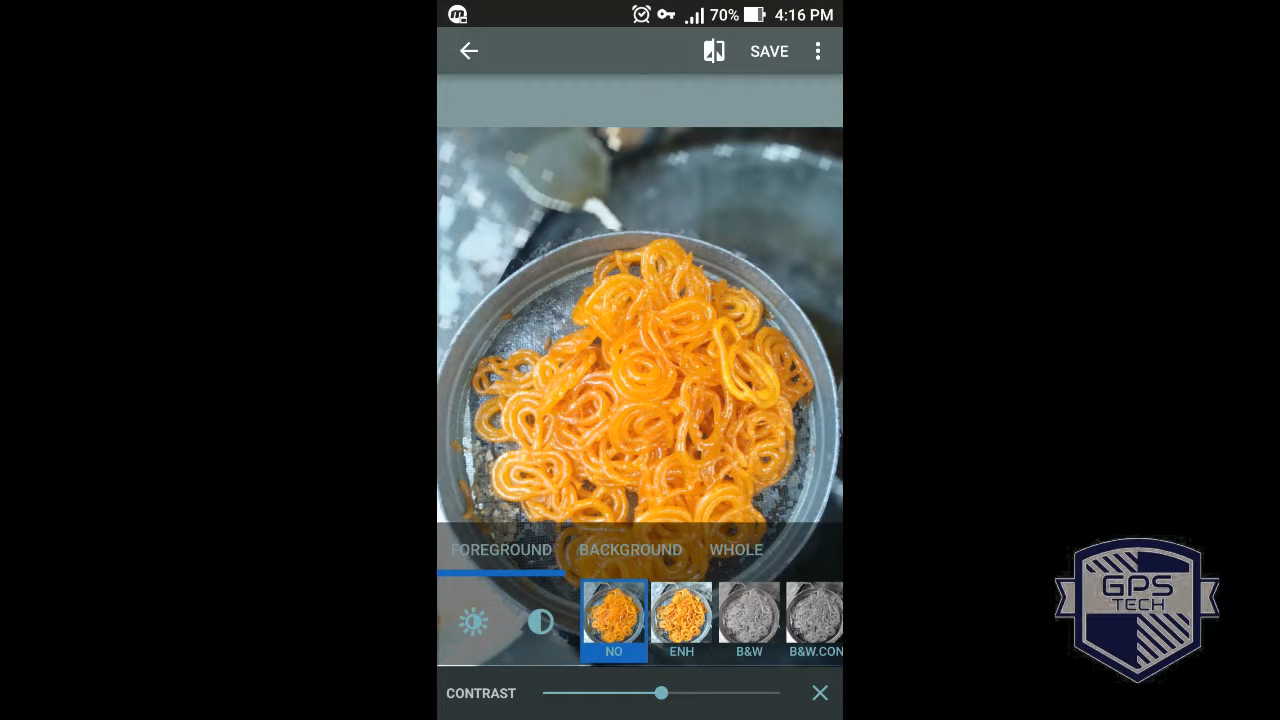 70% 4:16 PM
SAVE
FOREGROUND BACKGROUND WHOLE
NO ENH B&W B&W.CON
CONTRAST
GPS
TECH